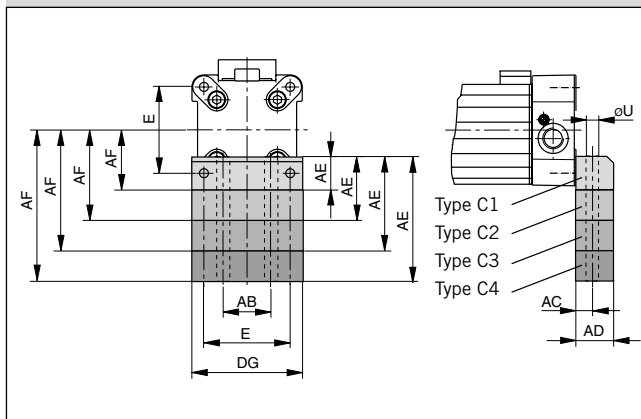 E
AF
AF
AF
AF
AE
AE
AE
AE
AB
E
DG
øU
Type C1
Type C2
Type C3
Type C4
AC
AD